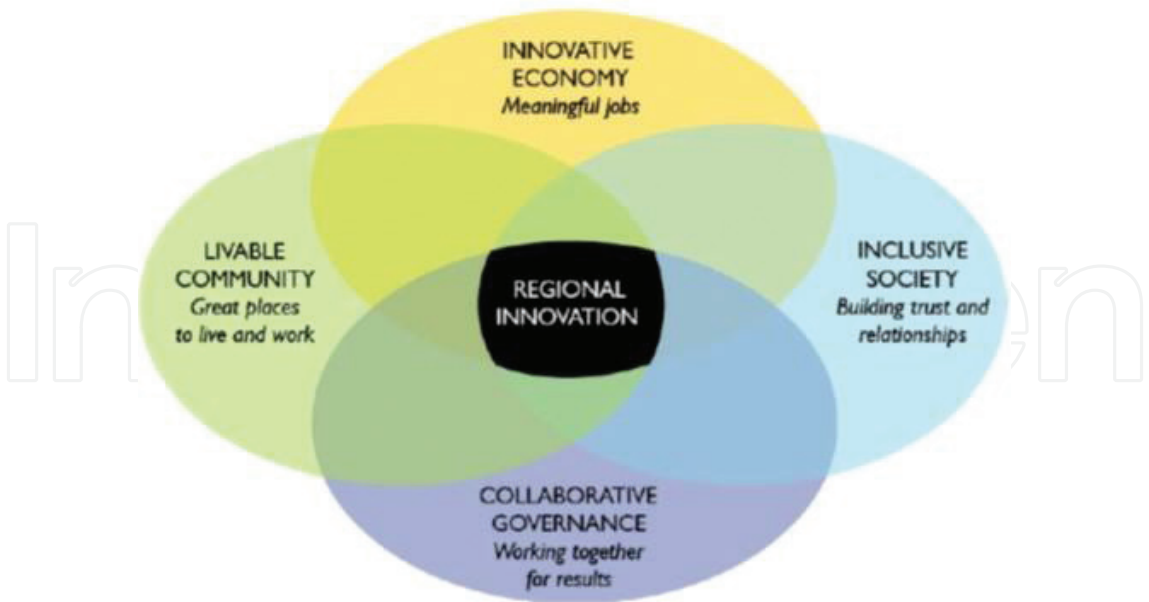 INNOVATIVE
ECONOMY
Meaningful jobs
LIVABLE
COMMUNITY
Great places
to live and work
REGIONAL
INNOVATION
INCLUSIVE
SOCIETY
Building trust and
relationships
COLLABORATIVE
GOVERNANCE
Working together
for results